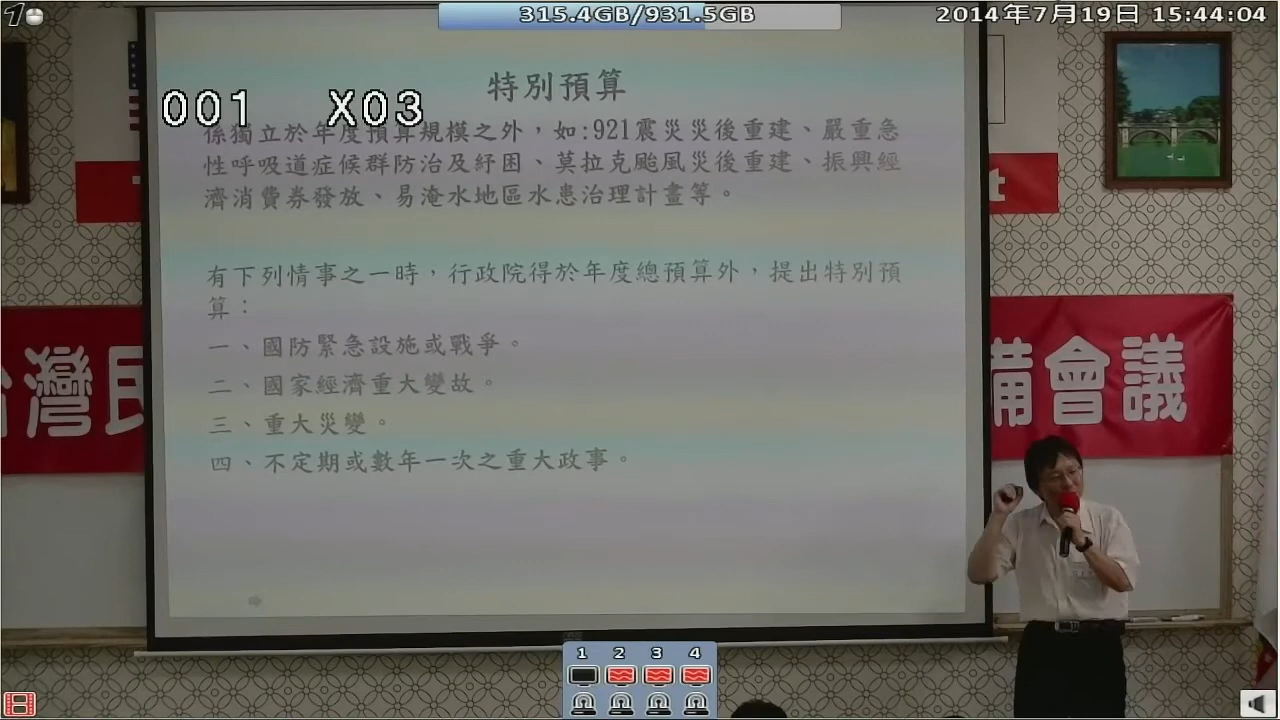 315.4GB/931.5GB
2014年7月19日 15:44:04
001 X03
特別預算
係獨立於年度預算規模之外，如:921震災災後重建、嚴重急
性呼吸道症候群防治及紓困、莫拉克颱風災後重建、振興經
濟消費券發放、易淹水地區水患治理計畫等。
有下列情事之一時，行政院得於年度總預算外，提出特別預
算：
一、國防緊急設施或戰爭。
二、國家經濟重大變故。
三、重大災變。
四、不定期或數年一次之重大政事。
t
台灣民
備會議
1 2 3 4